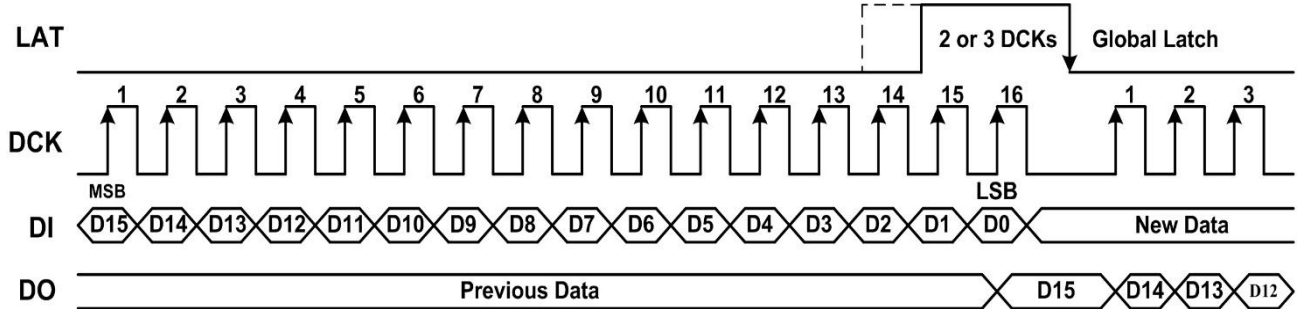 LAT 2 or 3 DCKs Global Latch
1 2 3 4 5 6 7 8 9 10 11 12 13 14 15 16 1 2 3
DCK
MSB LSB
DI D15 D14 D13 D12 D11 D10 D9 D8 D7 D6 D5 D4 D3 D2 D1 D0 New Data
DO Previous Data D15 D14 D13 D12